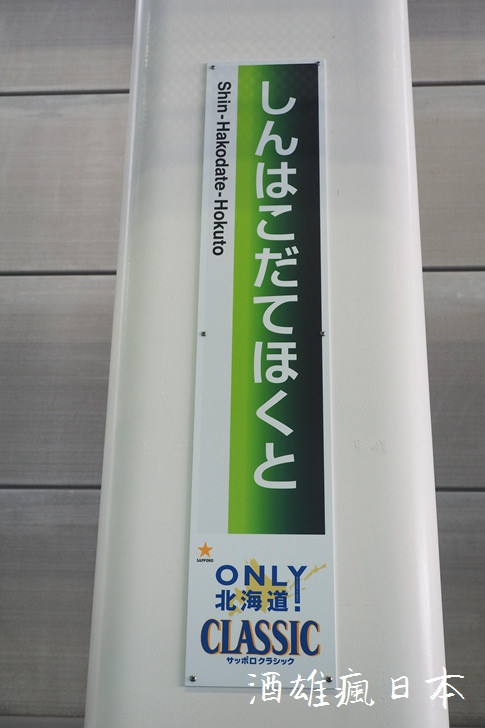 しんはこだてほくと
Shin-Hakodate-Hokuto
SAPPORO
ONLY
北海道!
CLASSIC
サッポロクラシック
酒雄瘋日本